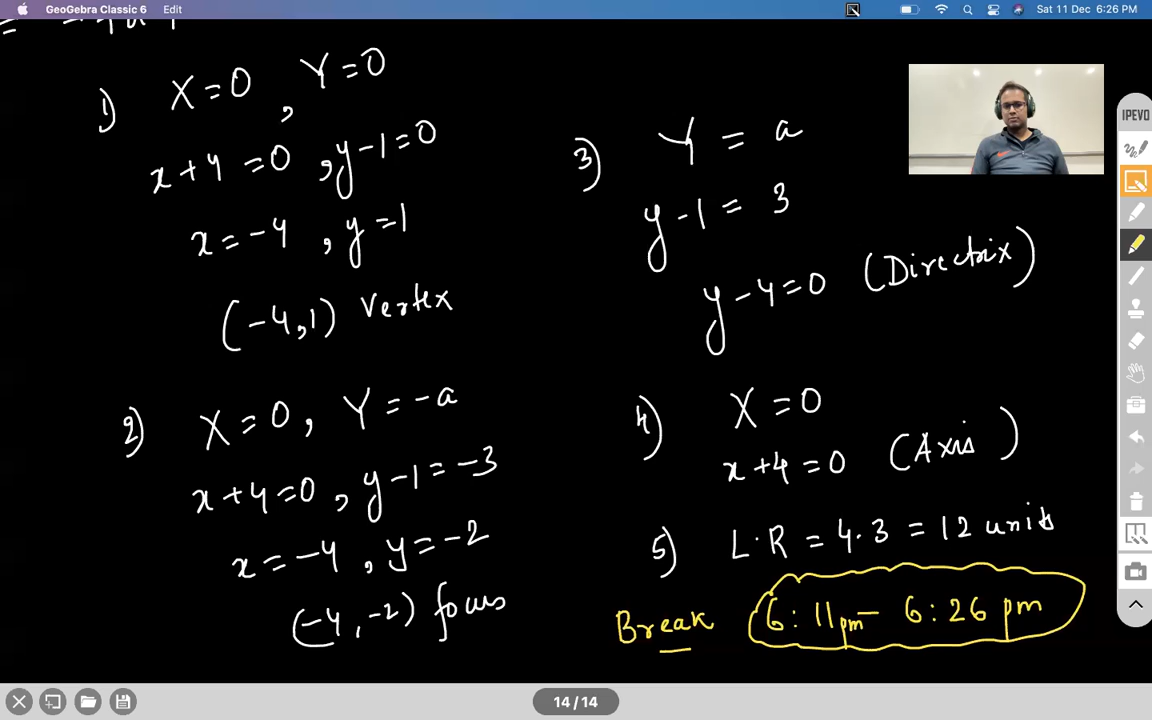 GeoGebra Classic 6 Edit Sat 11 Dec 6:26 PM
1) X = 0 , Y = 0
x + 4 = 0 , y - 1 = 0
x = -4 , y = 1
(-4, 1) Vertex
2) X = 0, Y = -a
x + 4 = 0 , y - 1 = -3
x = -4 , y = -2
(-4, -2) focus
3) Y = a
y - 1 = 3
y - 4 = 0 (Directrix)
4) X = 0
x + 4 = 0 (Axis)
5) L.R = 4.3 = 12 units
Break 6:11pm - 6:26 pm
IPEVO
14 / 14